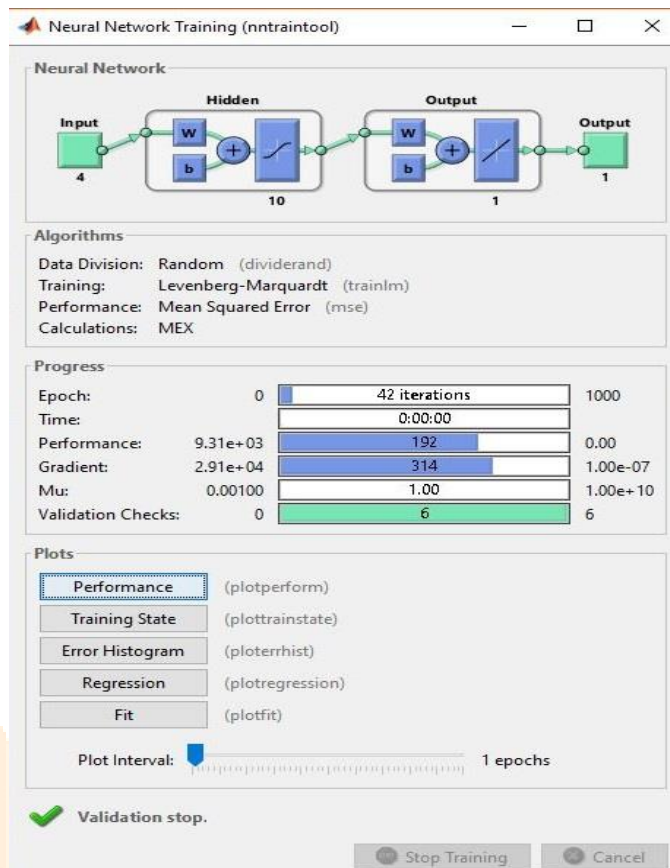 Neural Network Training (nntraintool)
Neural Network
Hidden Output
Input Output
W W
b b
4 10 1 1
Algorithms
Data Division: Random (dividerand)
Training: Levenberg-Marquardt (trainlm)
Performance: Mean Squared Error (mse)
Calculations: MEX
Progress
Epoch: 0 42 iterations 1000
Time: 0:00:00
Performance: 9.31e+03 192 0.00
Gradient: 2.91e+04 314 1.00e-07
Mu: 0.00100 1.00 1.00e+10
Validation Checks: 0 6 6
Plots
Performance (plotperform)
Training State (plottrainstate)
Error Histogram (ploterrhist)
Regression (plotregression)
Fit (plotfit)
Plot Interval: 1 epochs
Validation stop.
Stop Training Cancel